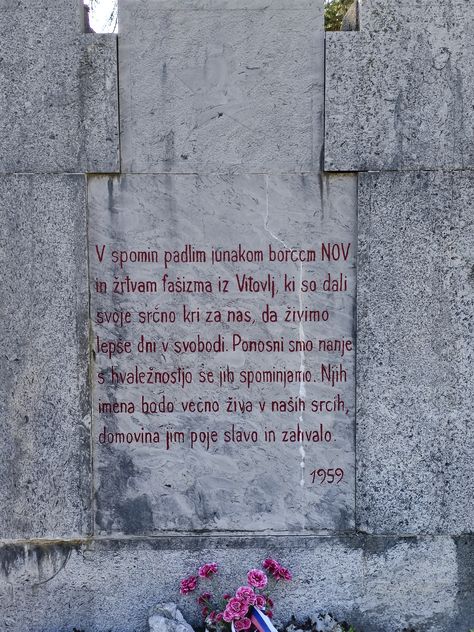 V spomin padlim junakom borcem NOV
in žrtvam fašizma iz Vitovlj, ki so dali
svoje srčno kri za nas, da živimo
lepše dni v svobodi. Ponosni smo nanje
s hvaležnostjo se jih spominjamo. Njih
imena bodo večno živa v naših srcih,
domovina jim poje slavo in zahvalo.
1959